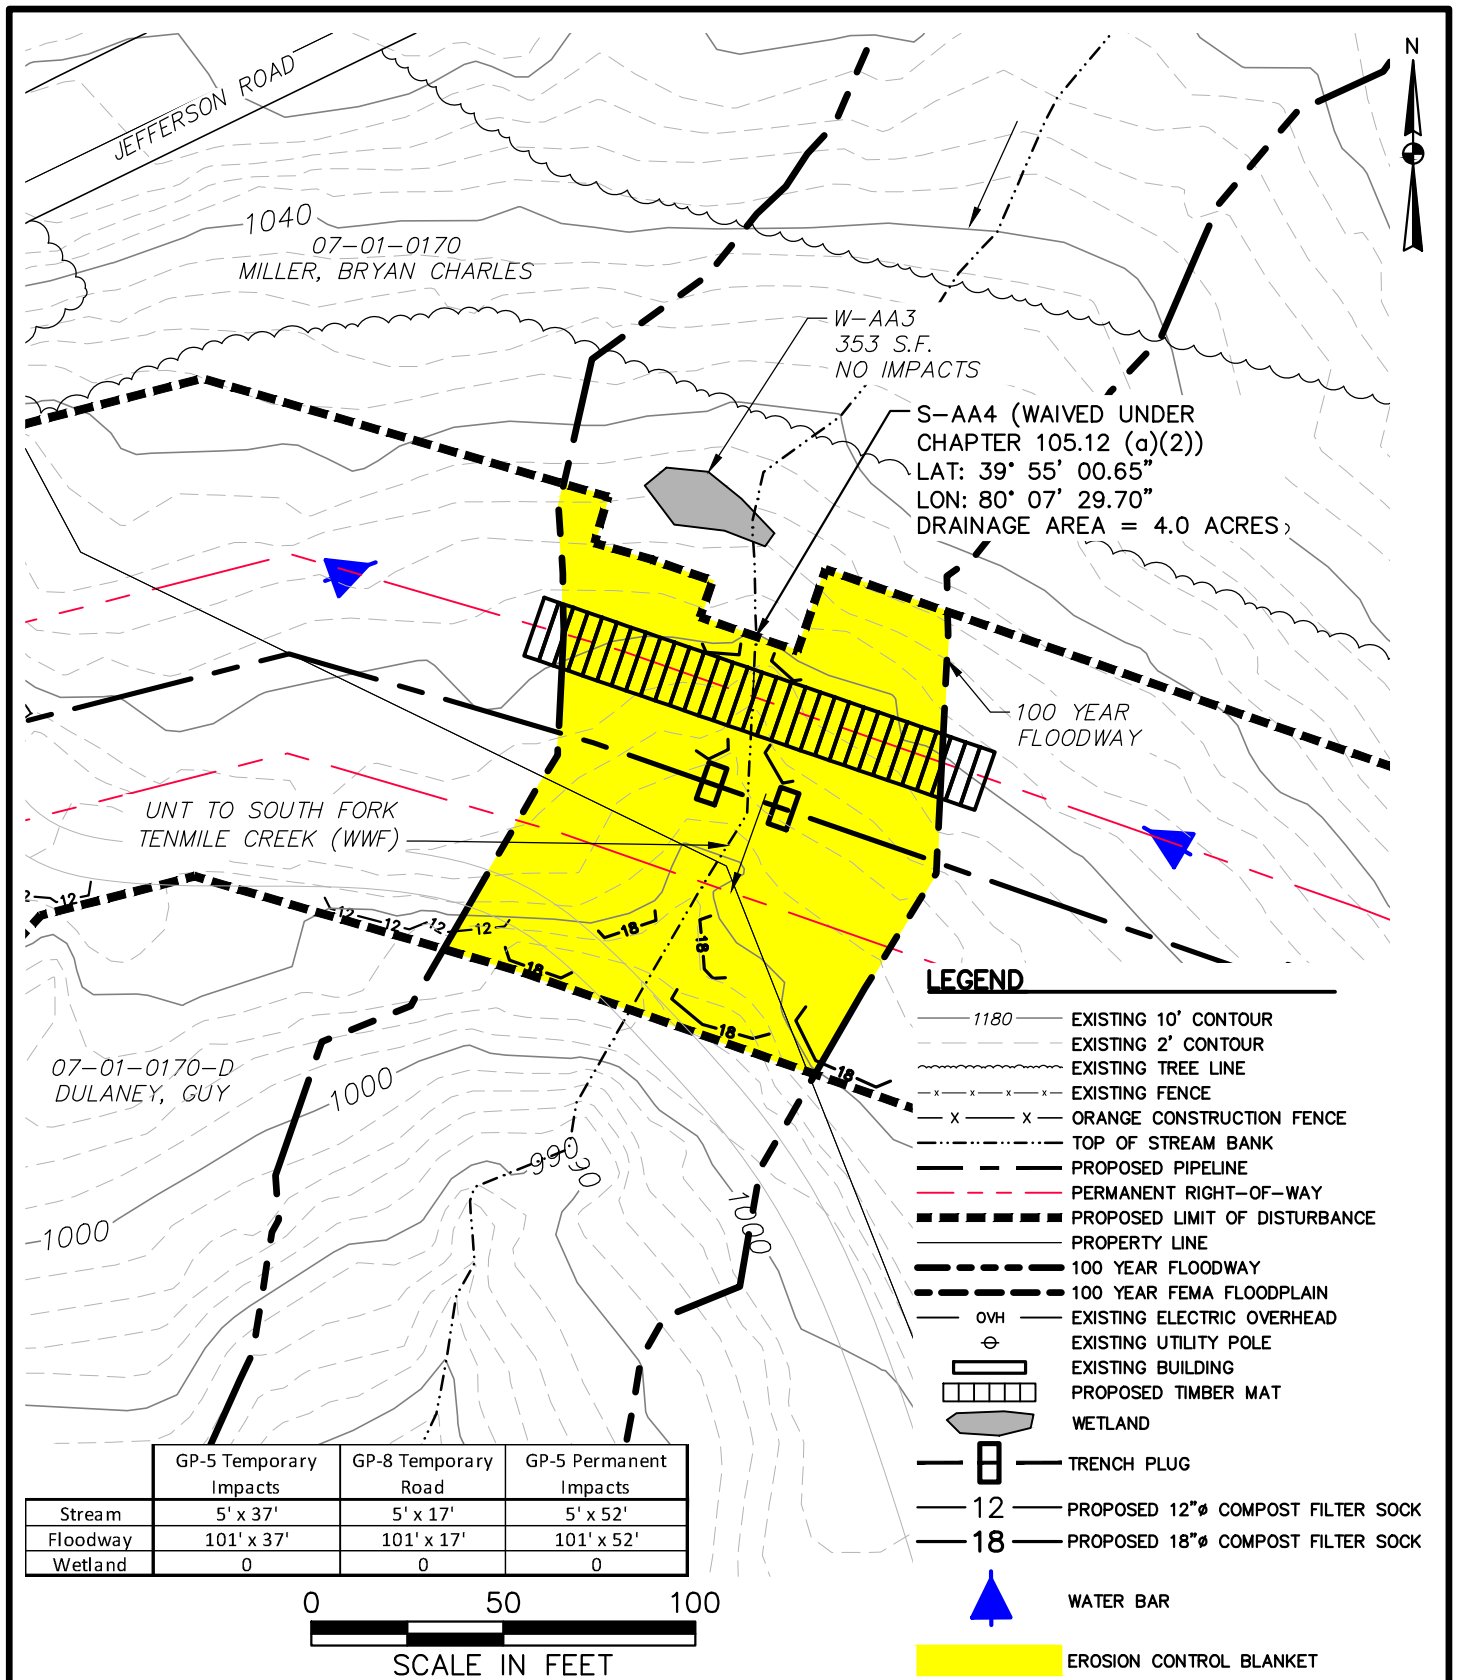 N
JEFFERSON ROAD
1040
07-01-0170
MILLER, BRYAN CHARLES
W-AA3
353 S.F.
NO IMPACTS
S-AA4 (WAIVED UNDER
CHAPTER 105.12 (a)(2))
LAT: 39° 55' 00.65"
LON: 80° 07' 29.70"
DRAINAGE AREA = 4.0 ACRES
100 YEAR
FLOODWAY
UNT TO SOUTH FORK
TENMILE CREEK (WWF)
2
12
12
12
12
12
18
18
18
18
18
07-01-0170-D
DULANEY, GUY
1000
990
1000
1000
LEGEND
1180 EXISTING 10' CONTOUR
EXISTING 2' CONTOUR
EXISTING TREE LINE
x x x x EXISTING FENCE
X X ORANGE CONSTRUCTION FENCE
TOP OF STREAM BANK
PROPOSED PIPELINE
PERMANENT RIGHT-OF-WAY
PROPOSED LIMIT OF DISTURBANCE
PROPERTY LINE
100 YEAR FLOODWAY
100 YEAR FEMA FLOODPLAIN
OVH EXISTING ELECTRIC OVERHEAD
EXISTING UTILITY POLE
EXISTING BUILDING
PROPOSED TIMBER MAT
WETLAND
TRENCH PLUG
12 PROPOSED 12"ø COMPOST FILTER SOCK
18 PROPOSED 18"ø COMPOST FILTER SOCK
WATER BAR
EROSION CONTROL BLANKET
GP-5 Temporary Impacts GP-8 Temporary Road GP-5 Permanent Impacts
Stream 5' x 37' 5' x 17' 5' x 52'
Floodway 101' x 37' 101' x 17' 101' x 52'
Wetland 0 0 0
0 50 100
SCALE IN FEET